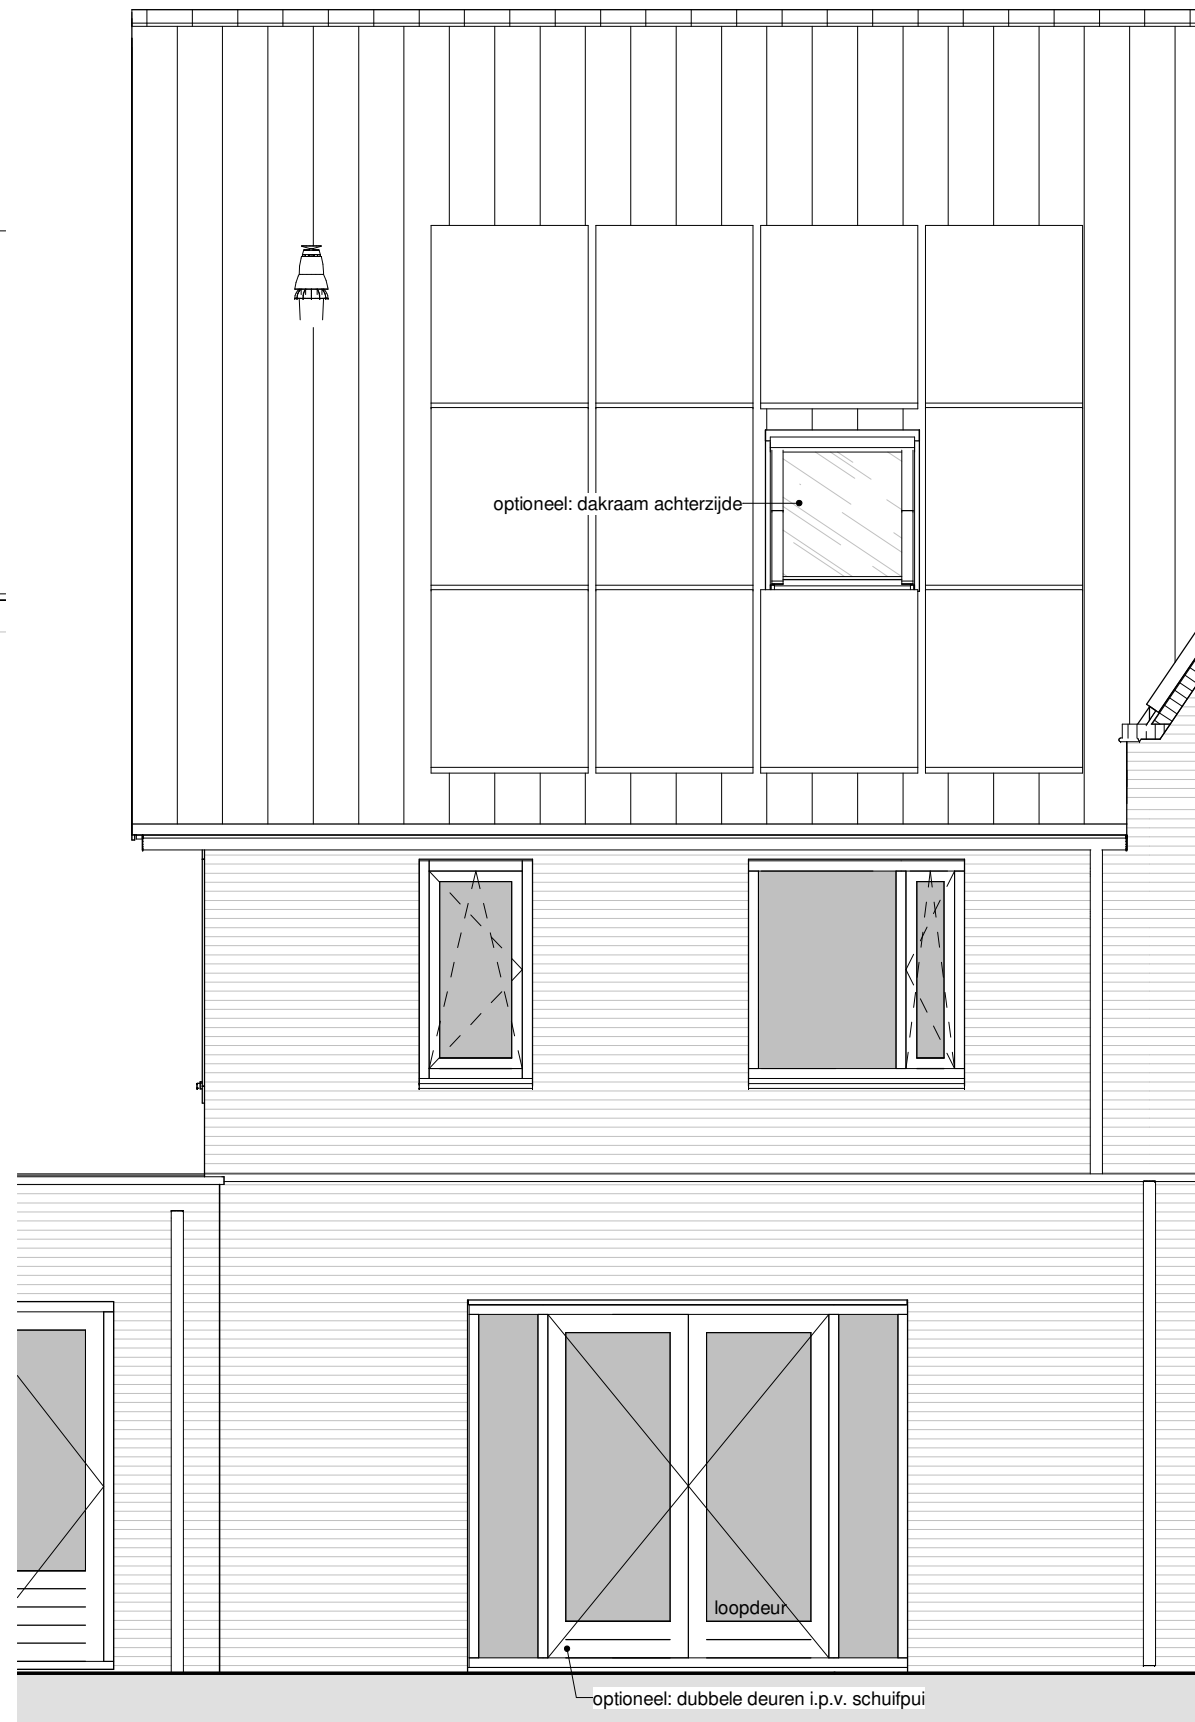 optioneel: dakraam achterzijde
loopdeur
optioneel: dubbele deuren i.p.v. schuifpui